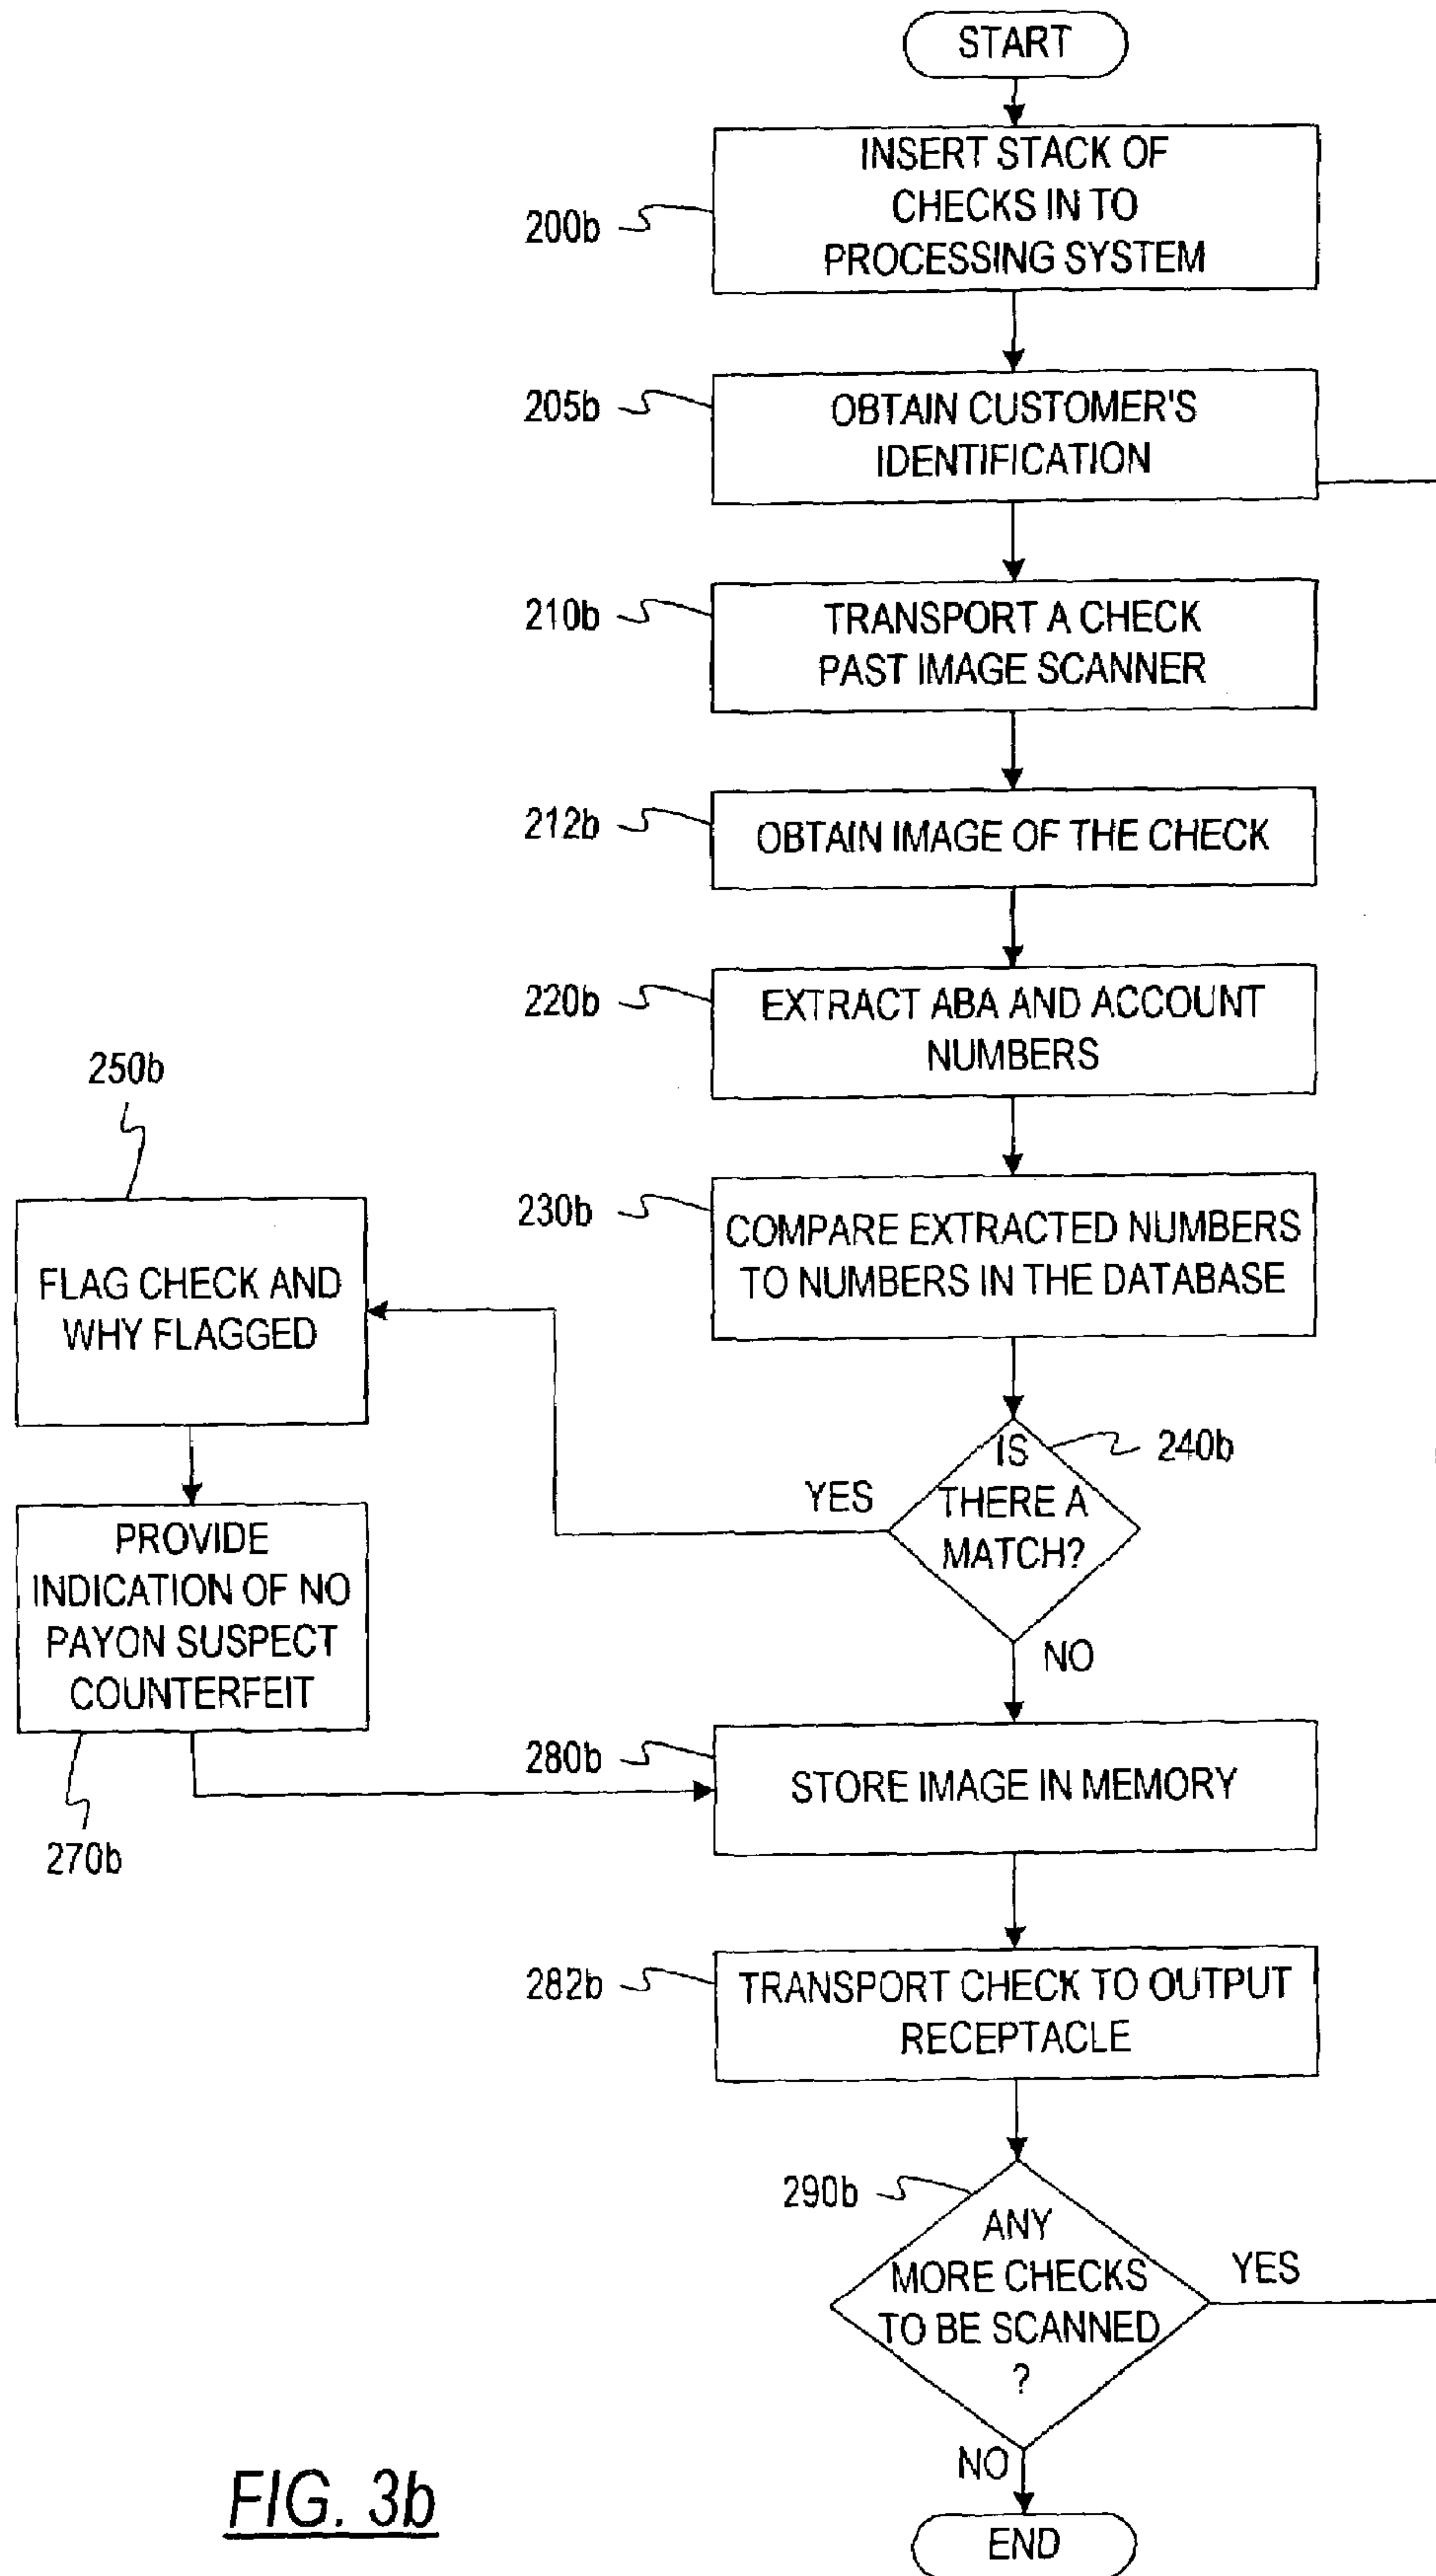 START
INSERT STACK OF
CHECKS IN TO
PROCESSING SYSTEM
200b
OBTAIN CUSTOMER'S
IDENTIFICATION
205b
TRANSPORT A CHECK
PAST IMAGE SCANNER
210b
OBTAIN IMAGE OF THE CHECK
212b
EXTRACT ABA AND ACCOUNT
NUMBERS
220b
COMPARE EXTRACTED NUMBERS
TO NUMBERS IN THE DATABASE
230b
IS
THERE A
MATCH?
240b
YES
NO
250b
FLAG CHECK AND
WHY FLAGGED
PROVIDE
INDICATION OF NO
PAYON SUSPECT
COUNTERFEIT
270b
280b
STORE IMAGE IN MEMORY
282b
TRANSPORT CHECK TO OUTPUT
RECEPTACLE
290b
ANY
MORE CHECKS
TO BE SCANNED
?
YES
NO
END
FIG. 3b